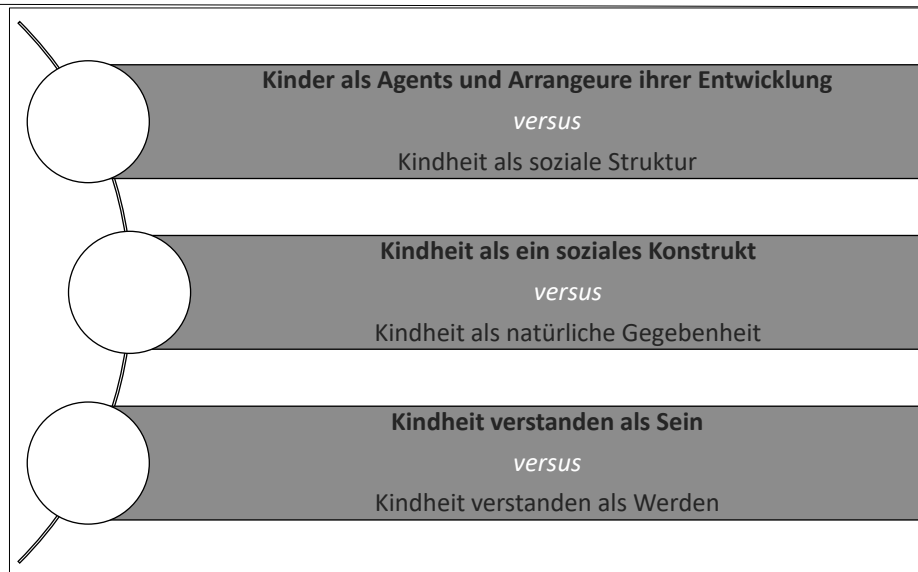 Kinder als Agents und Arrangeure ihrer Entwicklung
versus
Kindheit als soziale Struktur
Kindheit als ein soziales Konstrukt
versus
Kindheit als natürliche Gegebenheit
Kindheit verstanden als Sein
versus
Kindheit verstanden als Werden